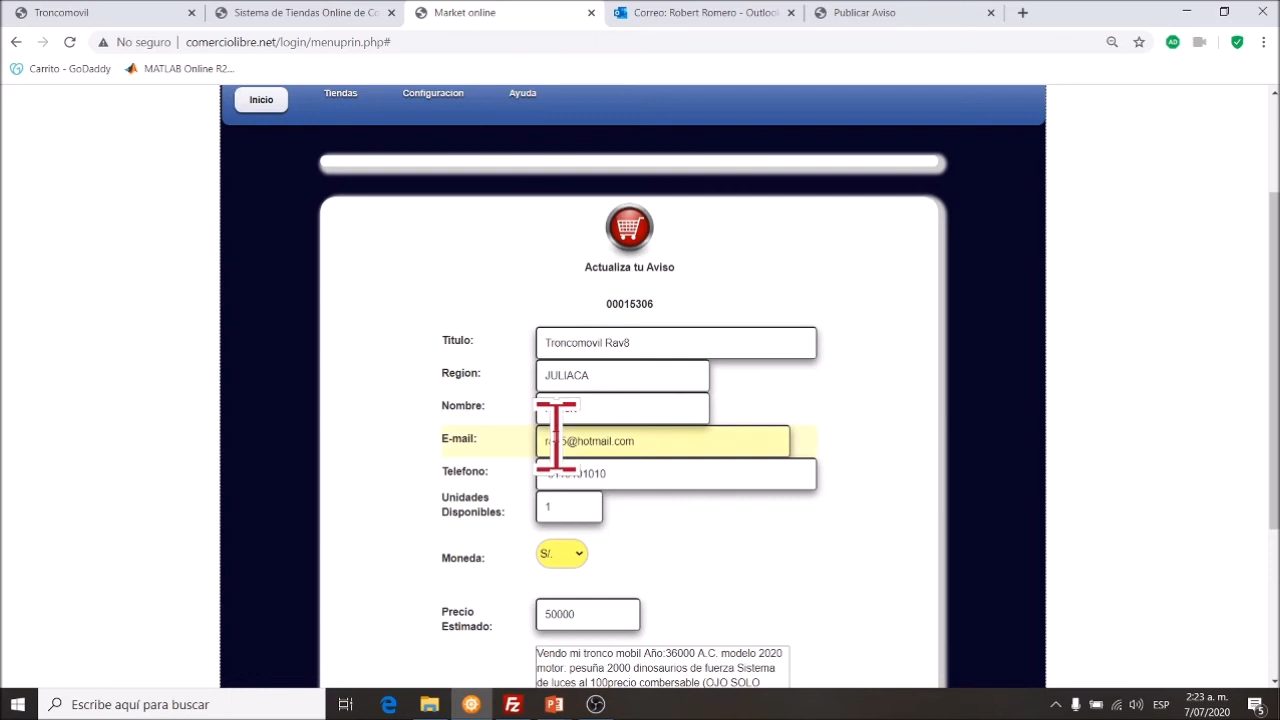 Troncomovil
Sistema de Tiendas Online de Co
Market online
Correo: Robert Romero - Outlook
Publicar Aviso
No seguro
comerciolibre.net/login/menuprin.php#
Carrito - GoDaddy
MATLAB Online R2...
Inicio
Tiendas
Configuracion
Ayuda
Actualiza tu Aviso
00015306
Titulo:
Troncomovil Rav8
Region:
JULIACA
Nombre:
E-mail:
Telefono:
Unidades
Disponibles:
1
Moneda:
S/.
Precio
Estimado:
50000
Vendo mi tronco mobil Año:36000 A.C. modelo 2020
motor: pesuña 2000 dinosaurios de fuerza Sistema
de luces al 100precio combersable (OJO SOLO
Escribe aquí para buscar
ESP
2:23 a. m.
7/07/2020
5